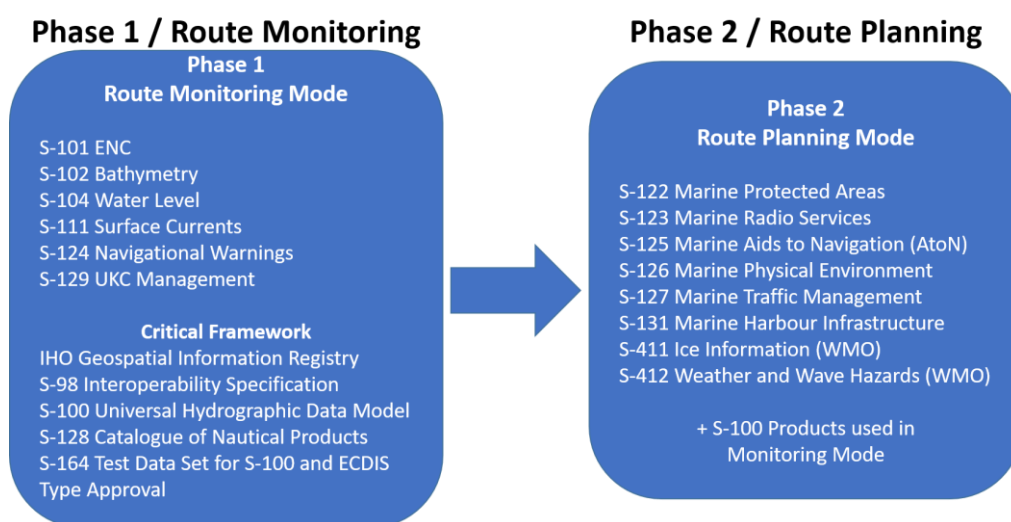 Phase 1 / Route Monitoring
Phase 1
Route Monitoring Mode
S-101 ENC
S-102 Bathymetry
S-104 Water Level
S-111 Surface Currents
S-124 Navigational Warnings
S-129 UKC Management
Critical Framework
IHO Geospatial Information Registry
S-98 Interoperability Specification
S-100 Universal Hydrographic Data Model
S-128 Catalogue of Nautical Products
S-164 Test Data Set for S-100 and ECDIS
Type Approval
Phase 2 / Route Planning
Phase 2
Route Planning Mode
S-122 Marine Protected Areas
S-123 Marine Radio Services
S-125 Marine Aids to Navigation (AtoN)
S-126 Marine Physical Environment
S-127 Marine Traffic Management
S-131 Marine Harbour Infrastructure
S-411 Ice Information (WMO)
S-412 Weather and Wave Hazards (WMO)
+ S-100 Products used in
Monitoring Mode